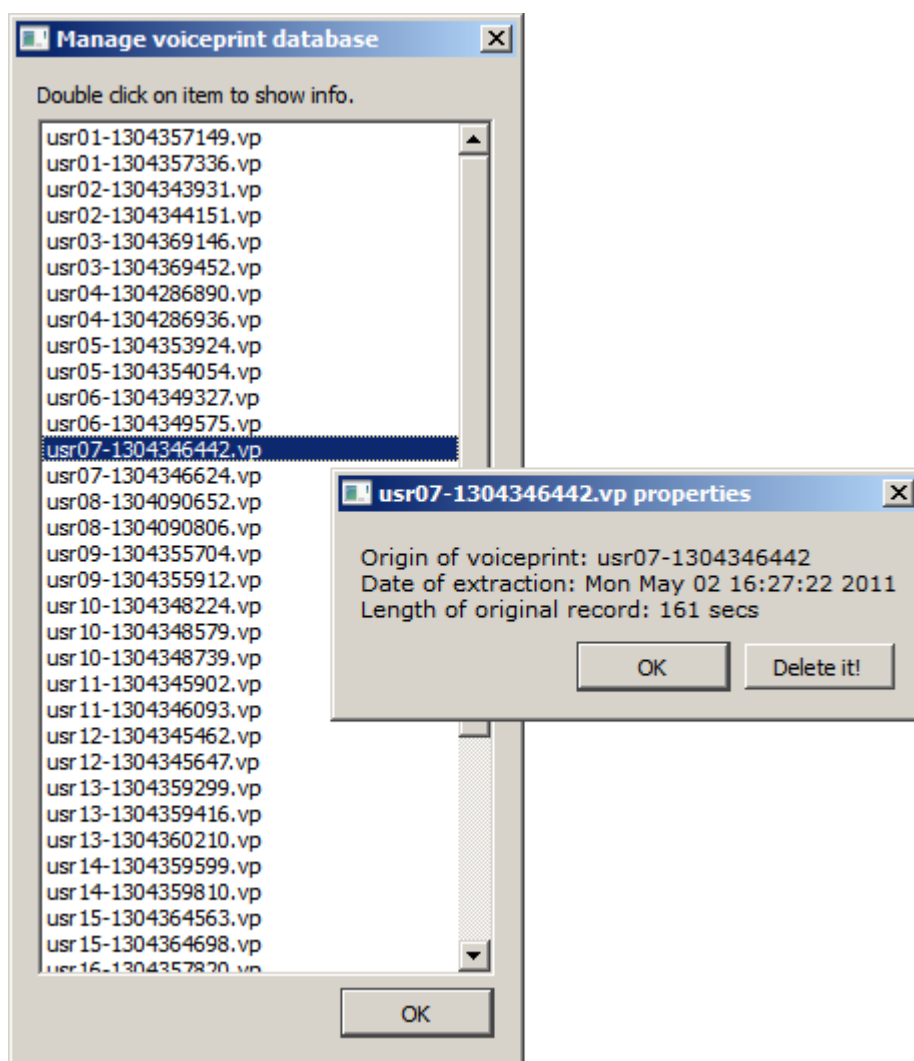 Manage voiceprint database
Double click on item to show info.
usr01-1304357149.vp
usr01-1304357336.vp
usr02-1304343931.vp
usr02-1304344151.vp
usr03-1304369146.vp
usr03-1304369452.vp
usr04-1304286890.vp
usr04-1304286936.vp
usr05-1304353924.vp
usr05-1304354054.vp
usr06-1304349327.vp
usr06-1304349575.vp
usr07-1304346442.vp
usr07-1304346624.vp
usr08-1304090652.vp
usr08-1304090806.vp
usr09-1304355704.vp
usr09-1304355912.vp
usr10-1304348224.vp
usr10-1304348579.vp
usr10-1304348739.vp
usr11-1304345902.vp
usr11-1304346093.vp
usr12-1304345462.vp
usr12-1304345647.vp
usr13-1304359299.vp
usr13-1304359416.vp
usr13-1304360210.vp
usr14-1304359599.vp
usr14-1304359810.vp
usr15-1304364563.vp
usr15-1304364698.vp
usr16-1304357820.vp
OK
usr07-1304346442.vp properties
Origin of voiceprint: usr07-1304346442
Date of extraction: Mon May 02 16:27:22 2011
Length of original record: 161 secs
OK
Delete it!